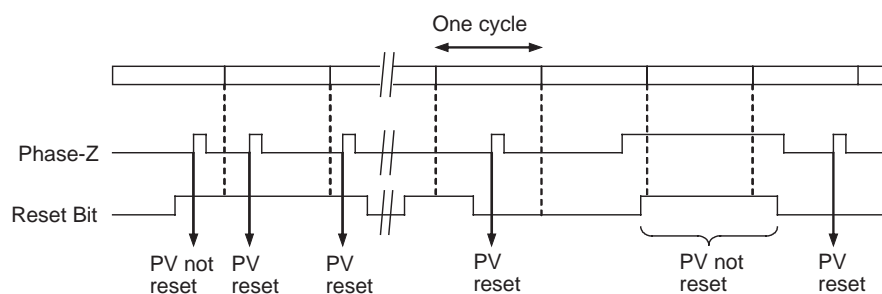 One cycle
Phase-Z
Reset Bit
PV not
reset
PV
reset
PV
reset
PV
reset
PV not
reset
PV
reset